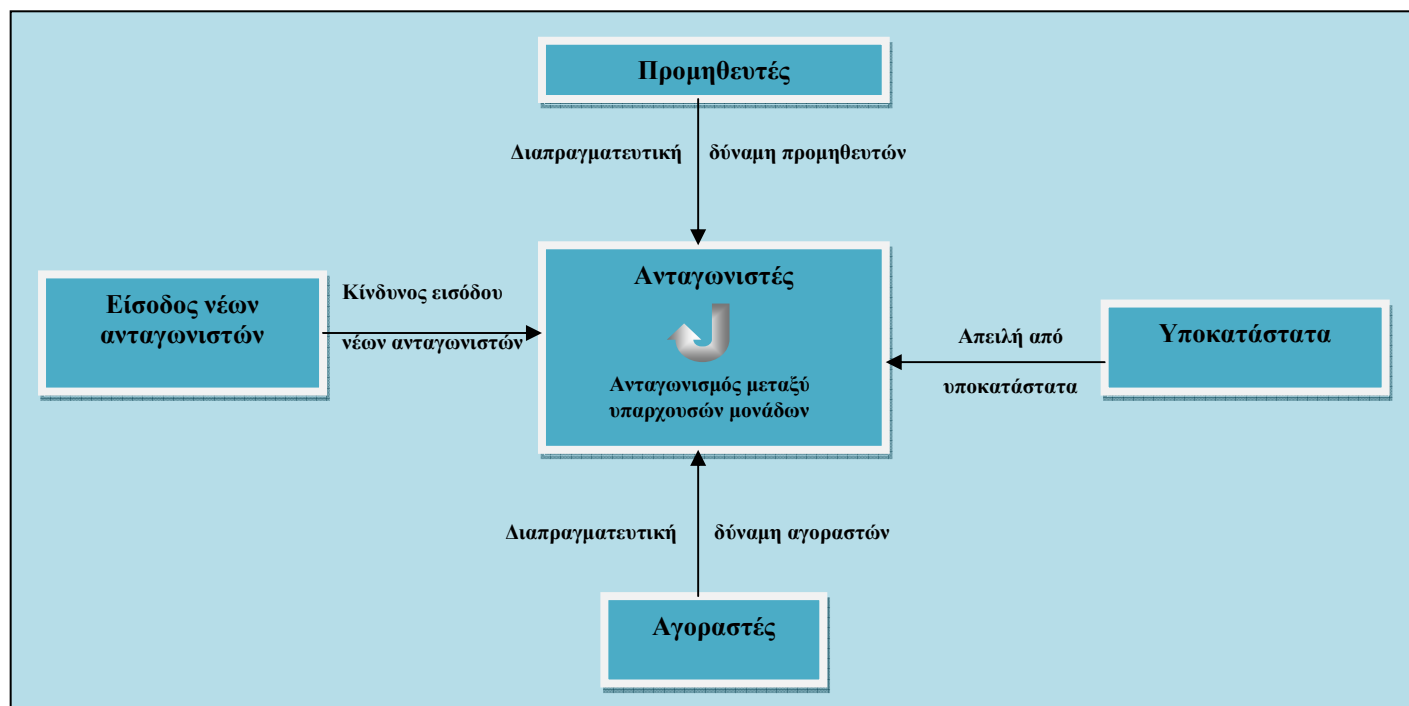 Προμηθευτές
Διαπραγματευτική δύναμη προμηθευτών
Ανταγωνιστές
Είσοδος νέων
ανταγωνιστών
Κίνδυνος εισόδου
νέων ανταγωνιστών
Ανταγωνισμός μεταξύ
υπαρχουσών μονάδων
Απειλή από
υποκατάστατα
Υποκατάστατα
Διαπραγματευτική δύναμη αγοραστών
Αγοραστές